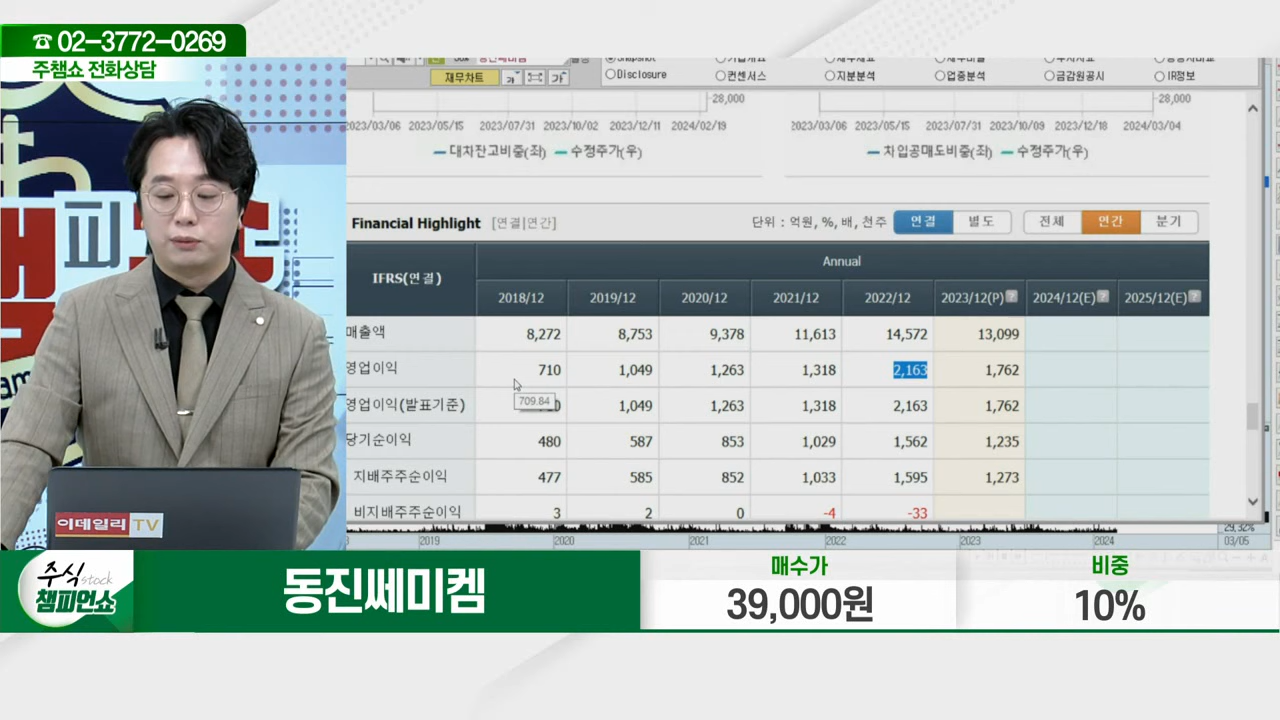 ☎ 02-3772-0269
주챔쇼 전화상담
재무차트
Disclosure 컨센서스 지분분석 업종분석 금감원공시 IR정보
28,000 28,000
2023/03/06 2023/05/15 2023/07/31 2023/10/02 2023/12/11 2024/02/19
2023/03/06 2023/05/15 2023/07/31 2023/10/09 2023/12/18 2024/03/04
대차잔고비중(좌) 수정주가(우) 차입공매도비중(좌) 수정주가(우)
Financial Highlight [연결|연간] 단위 : 억원, %, 배, 천주 연결 별도 전체 연간 분기
IFRS(연결) Annual
2018/12 2019/12 2020/12 2021/12 2022/12 2023/12(P) 2024/12(E) 2025/12(E)
매출액 8,272 8,753 9,378 11,613 14,572 13,099
영업이익 710 1,049 1,263 1,318 2,163 1,762
709.84
영업이익(발표기준) 1,049 1,263 1,318 2,163 1,762
당기순이익 480 587 853 1,029 1,562 1,235
지배주주순이익 477 585 852 1,033 1,595 1,273
비지배주주순이익 3 2 0 -4 -33
29,32%
2019 2020 2021 2022 2023 2024 03/05
피
이데일리 TV
주식 stock
챔피언쇼
동진쎄미켐
매수가
39,000원
비중
10%